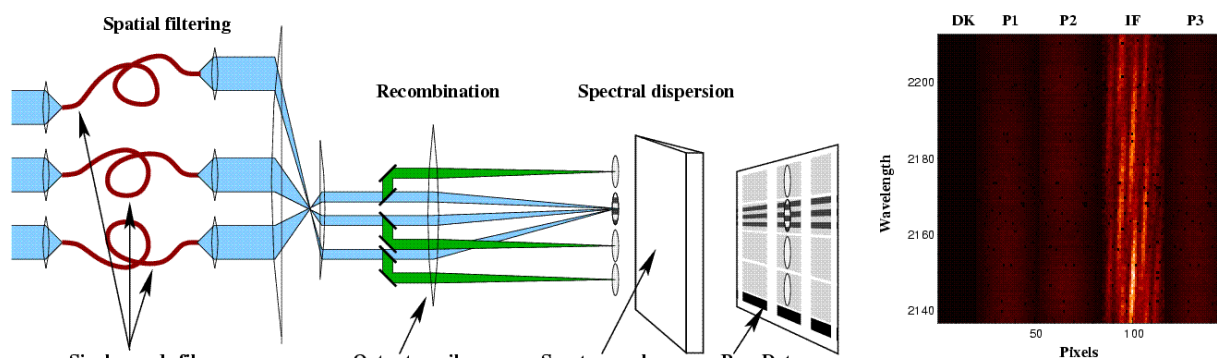 Spatial filtering
Recombination
Spectral dispersion
DK P1 P2 IF P3
2200
2180
2160
2140
Wavelength
50 100
Pixels